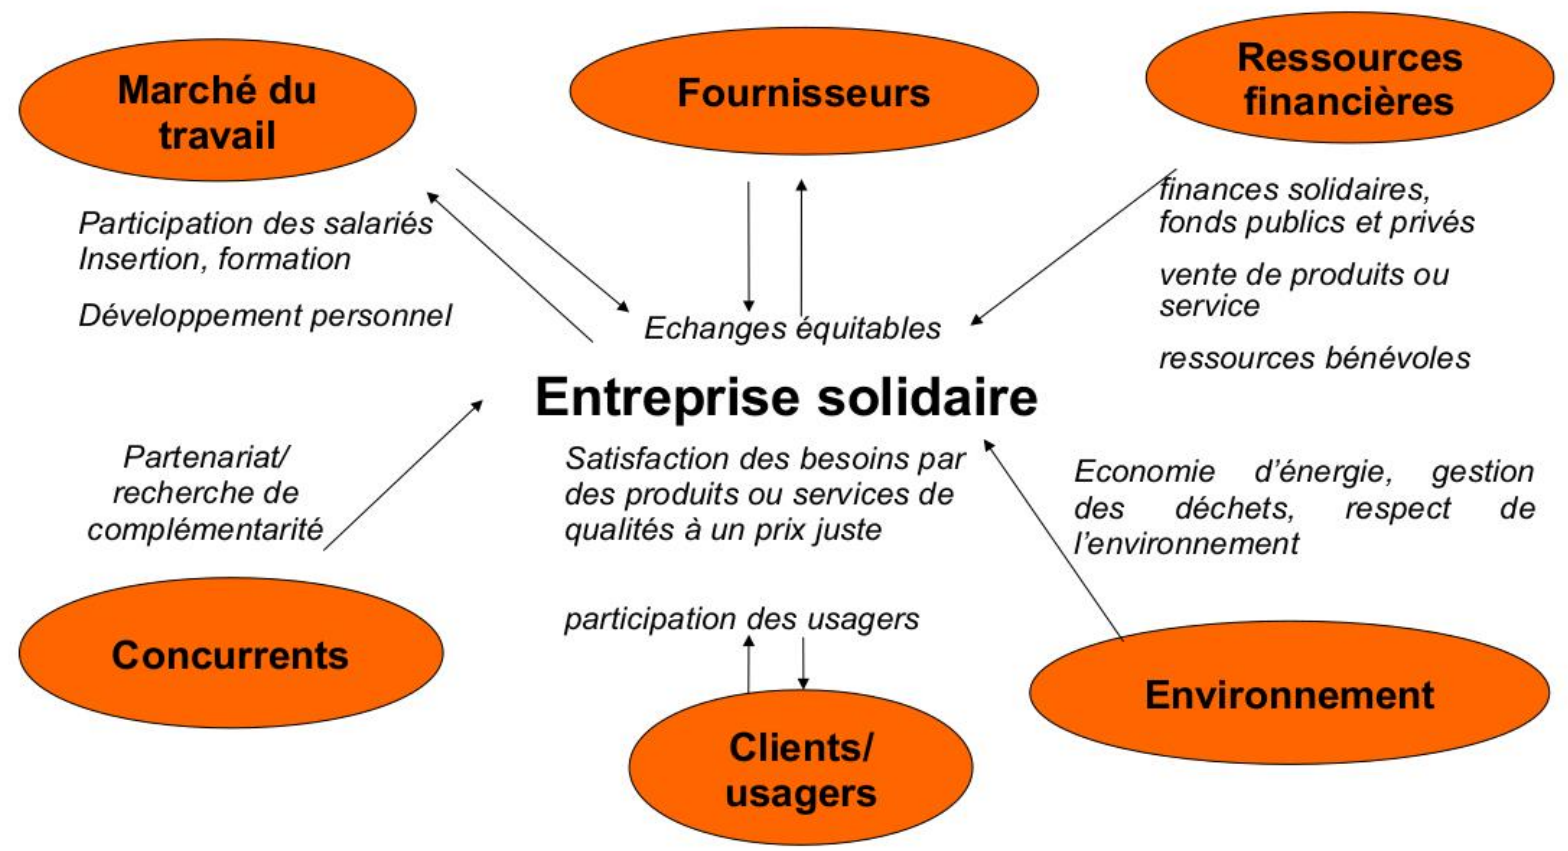 Marché du
travail
Fournisseurs
Ressources
financières
Participation des salariés
Insertion, formation
Développement personnel
finances solidaires,
fonds publics et privés
vente de produits ou
service
ressources bénévoles
Echanges équitables
Entreprise solidaire
Partenariat/
recherche de
complémentarité
Satisfaction des besoins par
des produits ou services de
qualités à un prix juste
Economie d’énergie, gestion
des déchets, respect de
l’environnement
participation des usagers
Concurrents
Clients/
usagers
Environnement